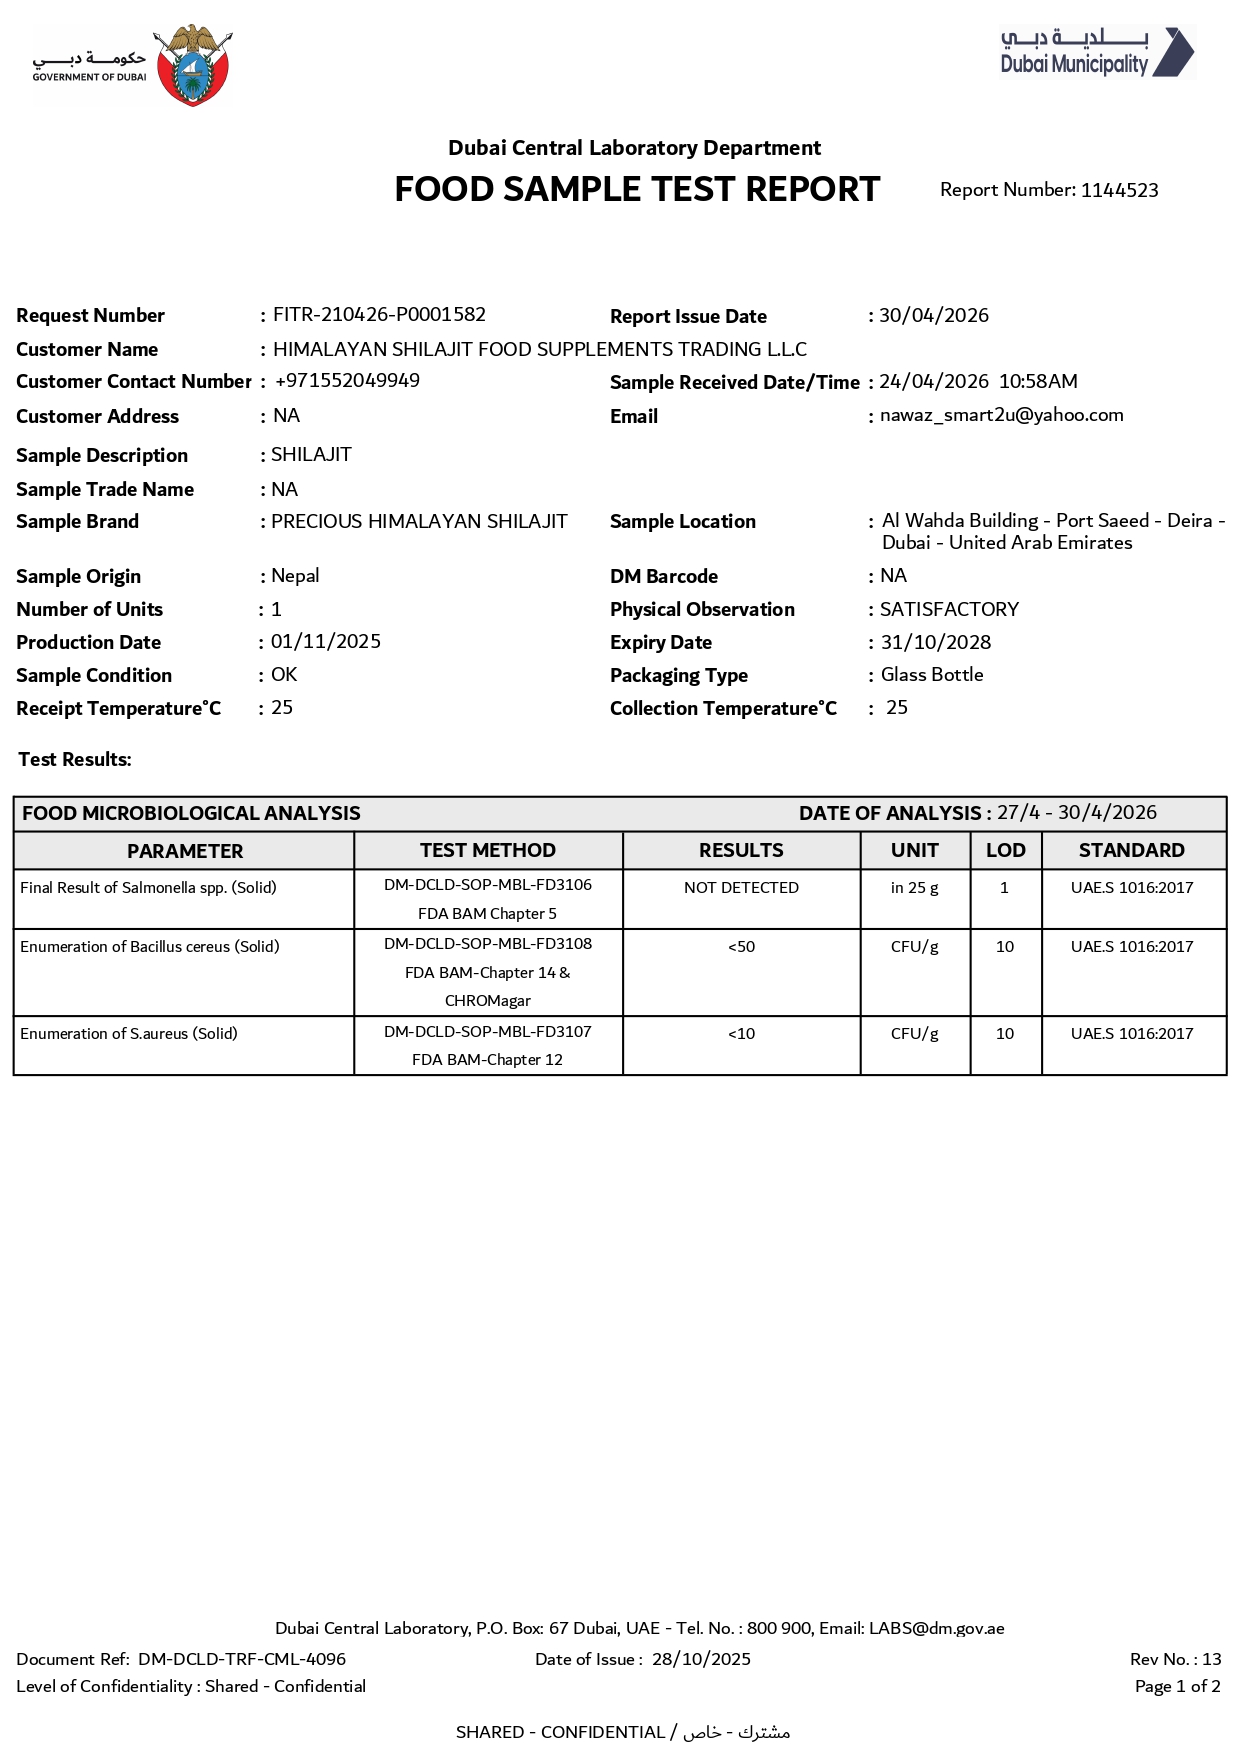 حكومة دبي
GOVERNMENT OF DUBAI
بلدية دبي
Dubai Municipality
Dubai Central Laboratory Department
FOOD SAMPLE TEST REPORT
Report Number: 1144523
Request Number : FITR-210426-P0001582 Report Issue Date : 30/04/2026
Customer Name : HIMALAYAN SHILAJIT FOOD SUPPLEMENTS TRADING L.L.C
Customer Contact Number : +971552049949 Sample Received Date/Time : 24/04/2026 10:58AM
Customer Address : NA Email : nawaz_smart2u@yahoo.com
Sample Description : SHILAJIT
Sample Trade Name : NA
Sample Brand : PRECIOUS HIMALAYAN SHILAJIT Sample Location : Al Wahda Building - Port Saeed - Deira -
Dubai - United Arab Emirates
Sample Origin : Nepal DM Barcode : NA
Number of Units : 1 Physical Observation : SATISFACTORY
Production Date : 01/11/2025 Expiry Date : 31/10/2028
Sample Condition : OK Packaging Type : Glass Bottle
Receipt Temperature°C : 25 Collection Temperature°C : 25
Test Results:
FOOD MICROBIOLOGICAL ANALYSIS DATE OF ANALYSIS : 27/4 - 30/4/2026
PARAMETER TEST METHOD RESULTS UNIT LOD STANDARD
Final Result of Salmonella spp. (Solid) DM-DCLD-SOP-MBL-FD3106 NOT DETECTED in 25 g 1 UAE.S 1016:2017
FDA BAM Chapter 5
Enumeration of Bacillus cereus (Solid) DM-DCLD-SOP-MBL-FD3108 <50 CFU/g 10 UAE.S 1016:2017
FDA BAM-Chapter 14 &
CHROMagar
Enumeration of S.aureus (Solid) DM-DCLD-SOP-MBL-FD3107 <10 CFU/g 10 UAE.S 1016:2017
FDA BAM-Chapter 12
Dubai Central Laboratory, P.O. Box: 67 Dubai, UAE - Tel. No. : 800 900, Email: LABS@dm.gov.ae
Document Ref: DM-DCLD-TRF-CML-4096 Date of Issue : 28/10/2025 Rev No. : 13
Level of Confidentiality : Shared - Confidential Page 1 of 2
SHARED - CONFIDENTIAL / مشترك - خاص